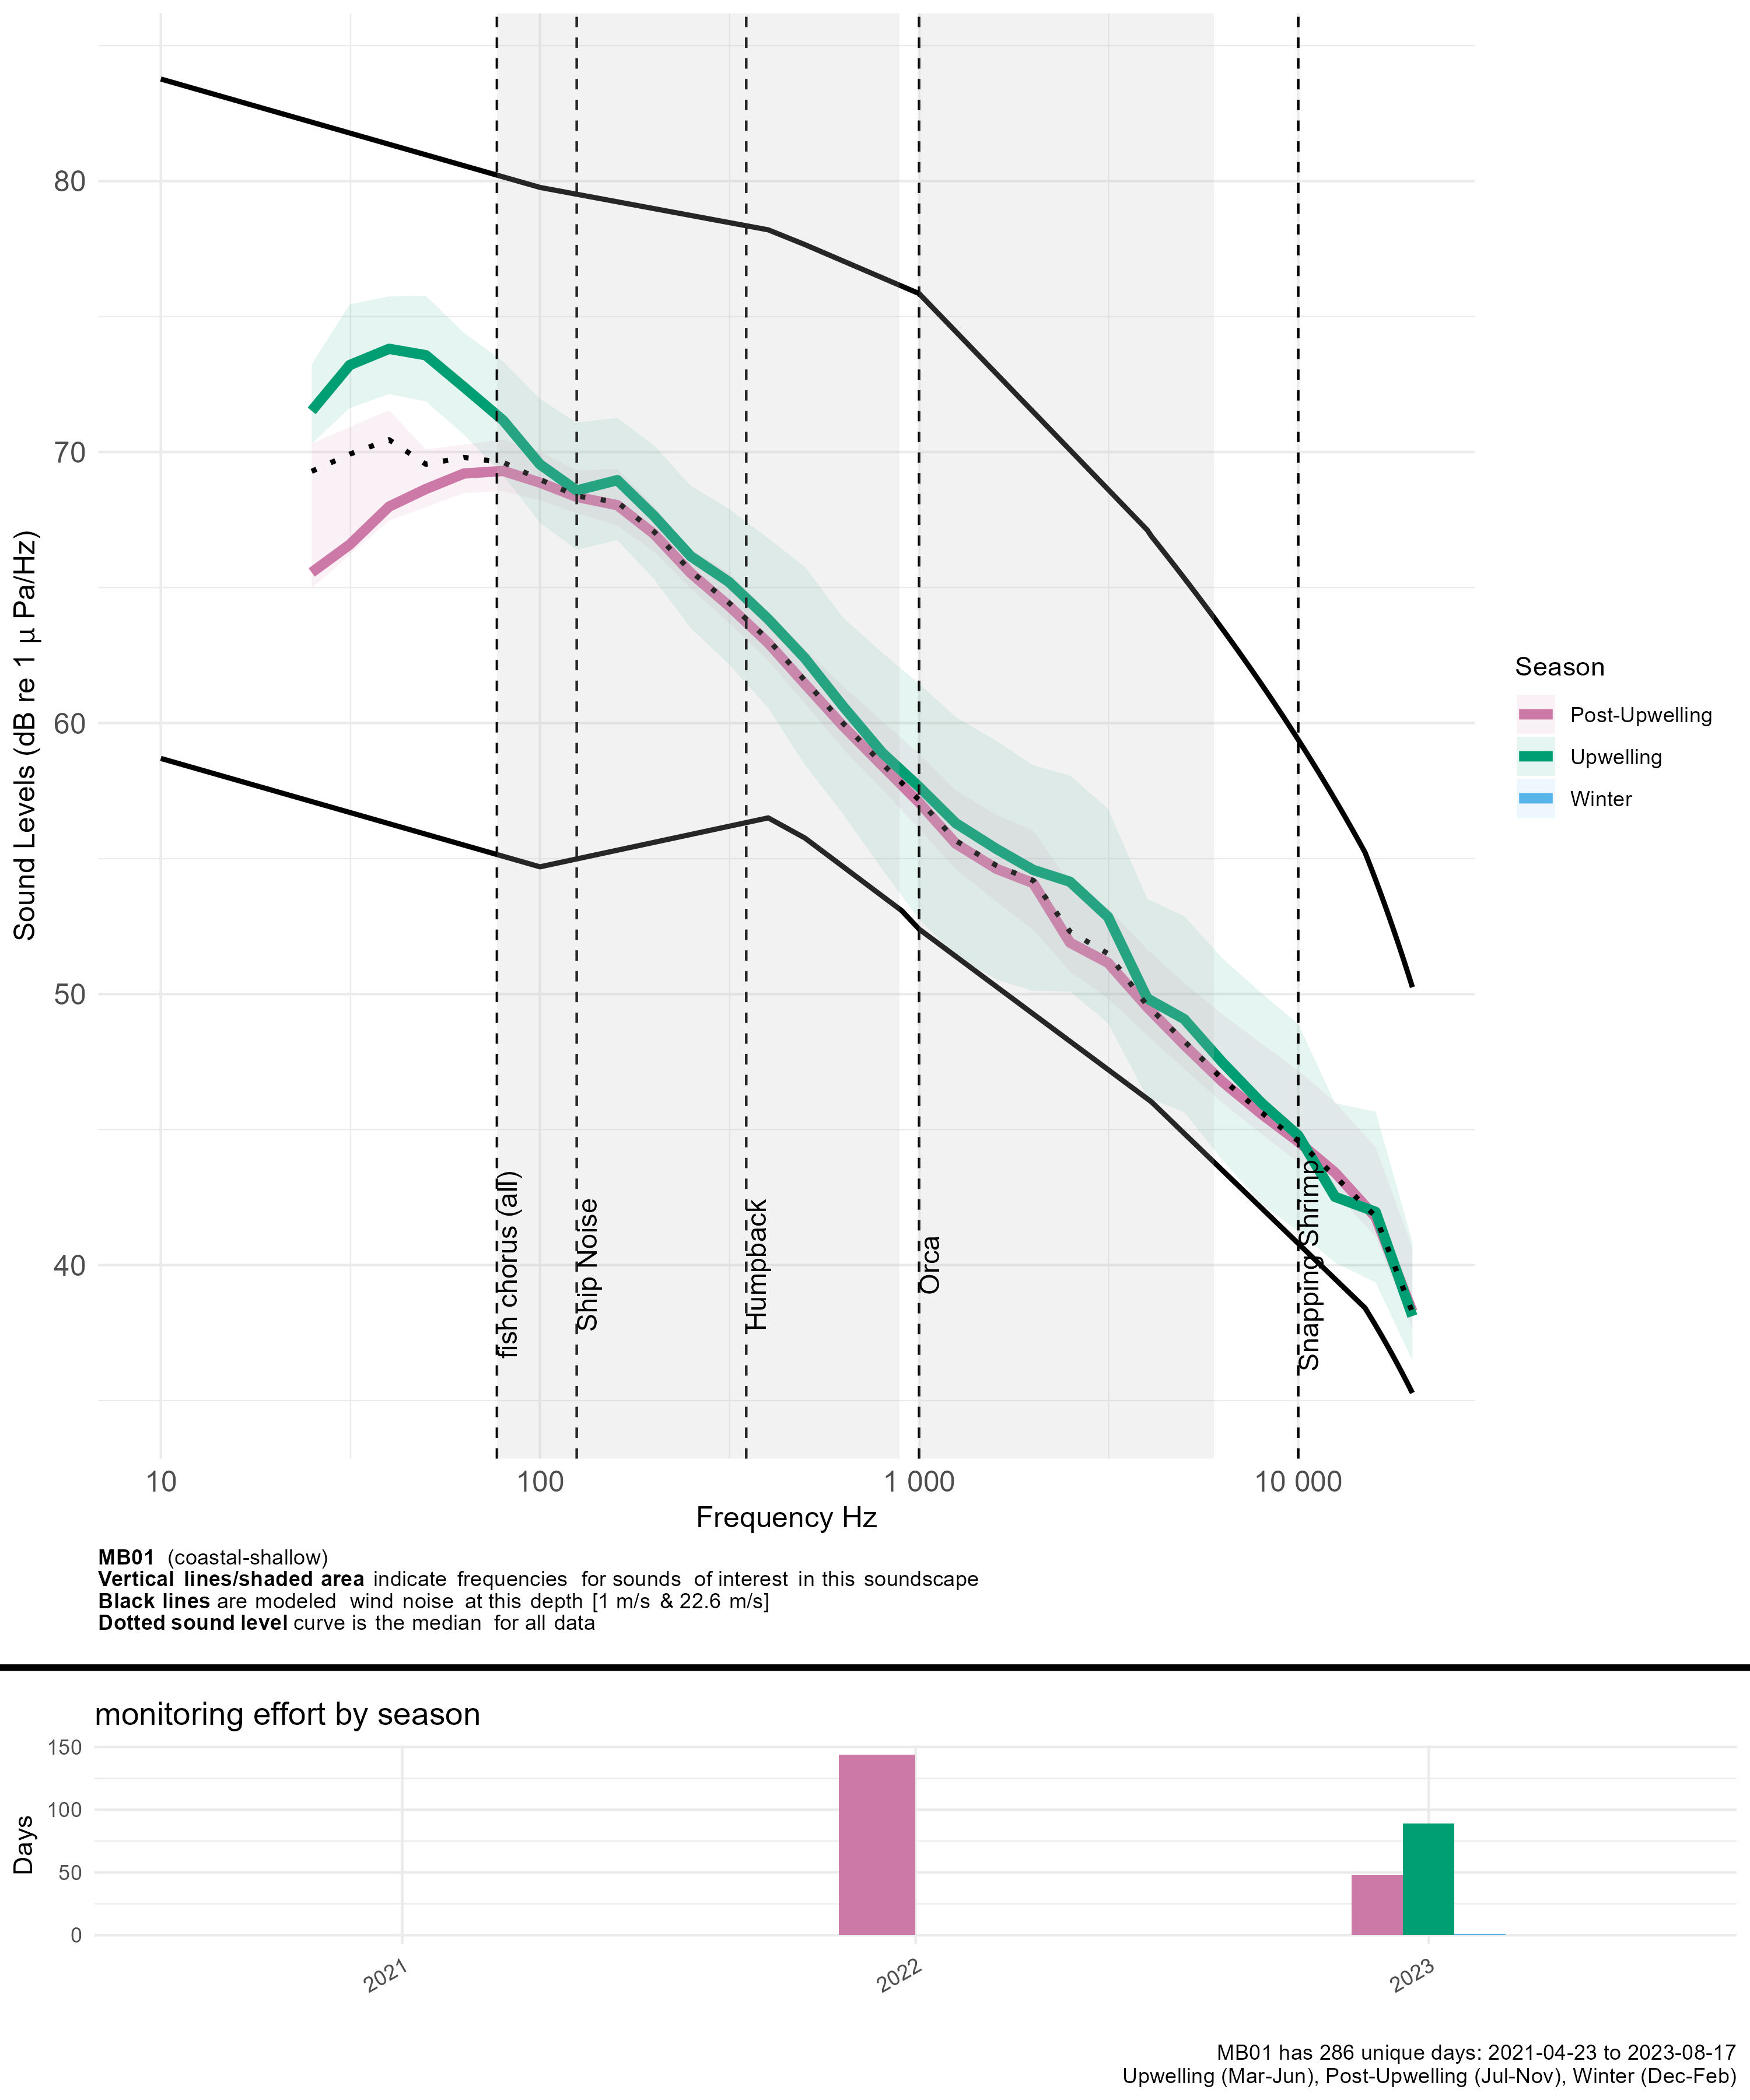 80
70
60
50
40
Sound Levels (dB re 1 µ Pa/Hz)
fish chorus (all)
Ship Noise
Humpback
Orca
Snapping Shrimp
10
100
1 000
10 000
Frequency Hz
Season
Post-Upwelling
Upwelling
Winter
MB01 (coastal-shallow)
Vertical lines/shaded area indicate frequencies for sounds of interest in this soundscape
Black lines are modeled wind noise at this depth [1 m/s & 22.6 m/s]
Dotted sound level curve is the median for all data
monitoring effort by season
150
100
50
0
Days
2021
2022
2023
MB01 has 286 unique days: 2021-04-23 to 2023-08-17
Upwelling (Mar-Jun), Post-Upwelling (Jul-Nov), Winter (Dec-Feb)